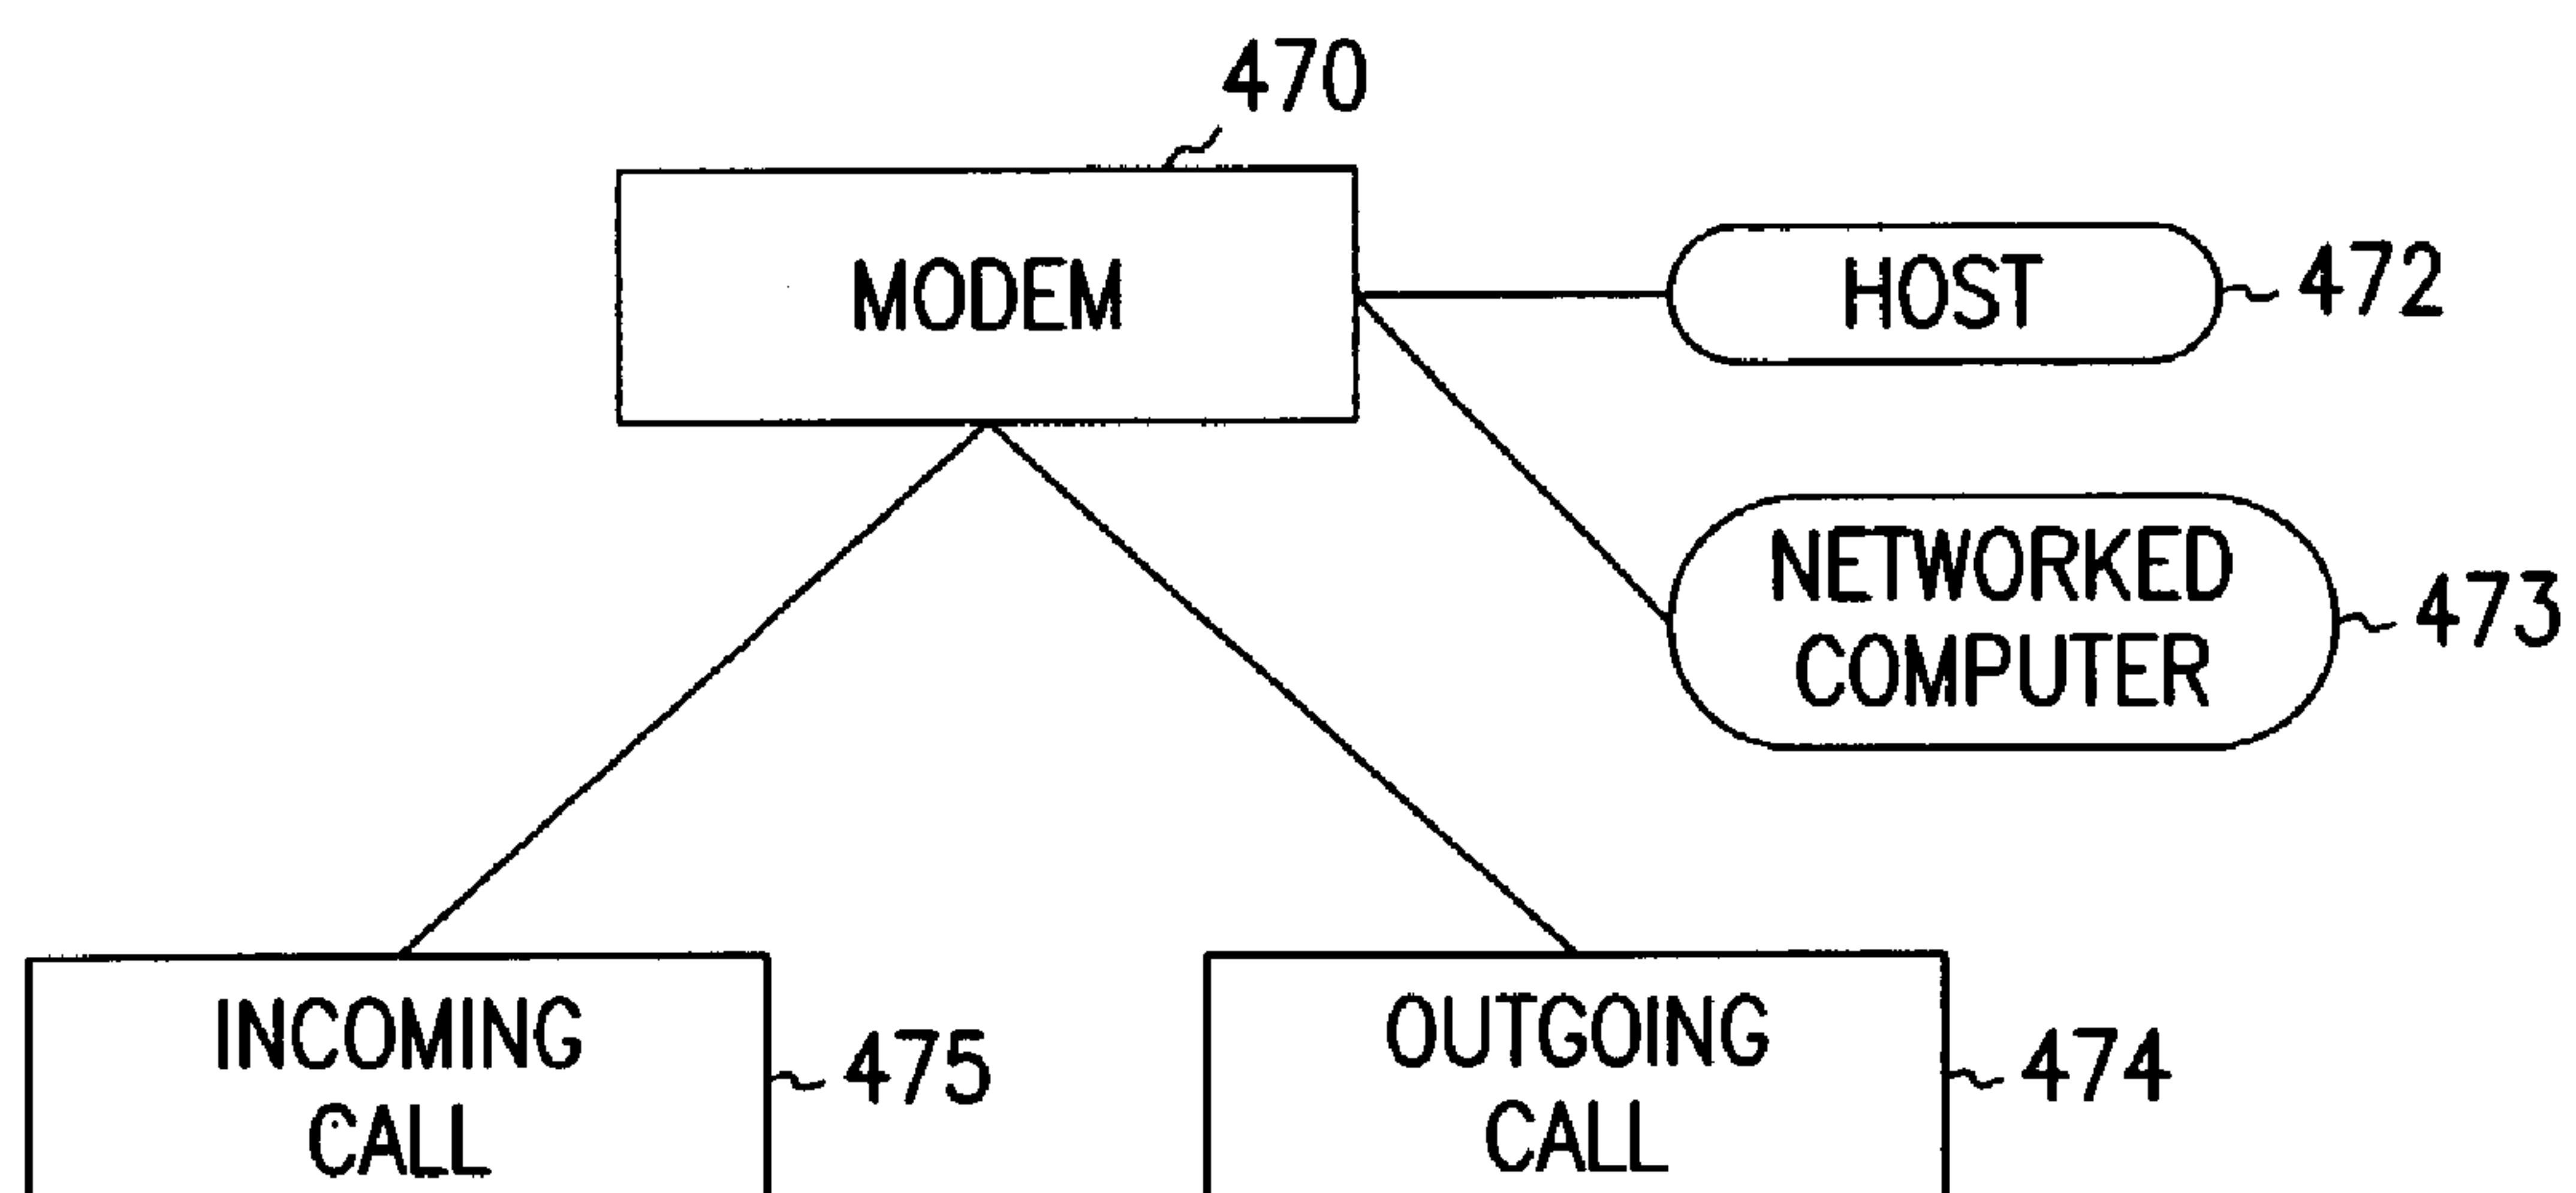 470
MODEM
HOST
472
NETWORKED
COMPUTER
473
INCOMING
CALL
475
OUTGOING
CALL
474